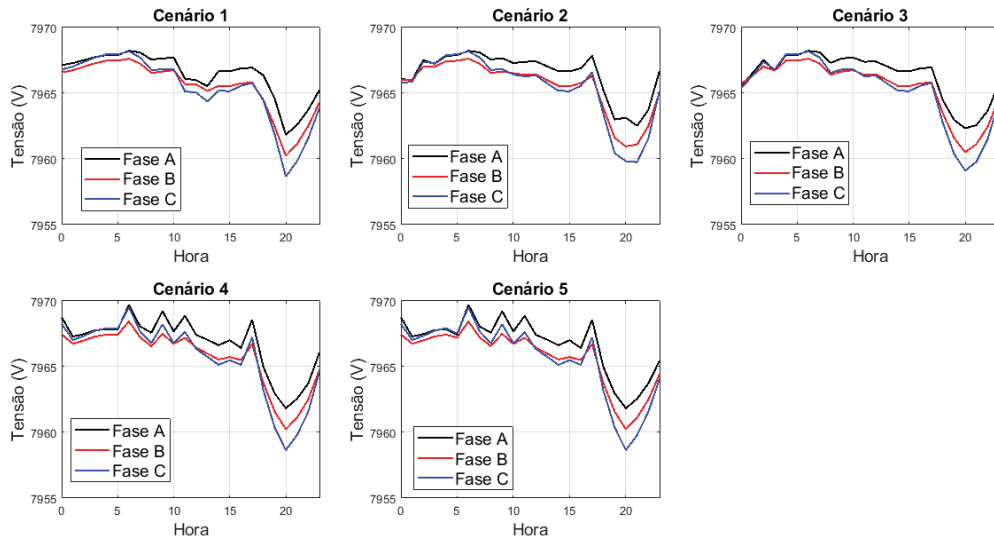 Cenário 1
7970
7965
7960
7955
Tensão (V)
Fase A
Fase B
Fase C
0
5
10
15
20
Hora
Cenário 2
7970
7965
7960
7955
Tensão (V)
Fase A
Fase B
Fase C
0
5
10
15
20
Hora
Cenário 3
7970
7965
7960
7955
Tensão (V)
Fase A
Fase B
Fase C
0
5
10
15
20
Hora
Cenário 4
7970
7965
7960
7955
Tensão (V)
Fase A
Fase B
Fase C
0
5
10
15
20
Hora
Cenário 5
7970
7965
7960
7955
Tensão (V)
Fase A
Fase B
Fase C
0
5
10
15
20
Hora